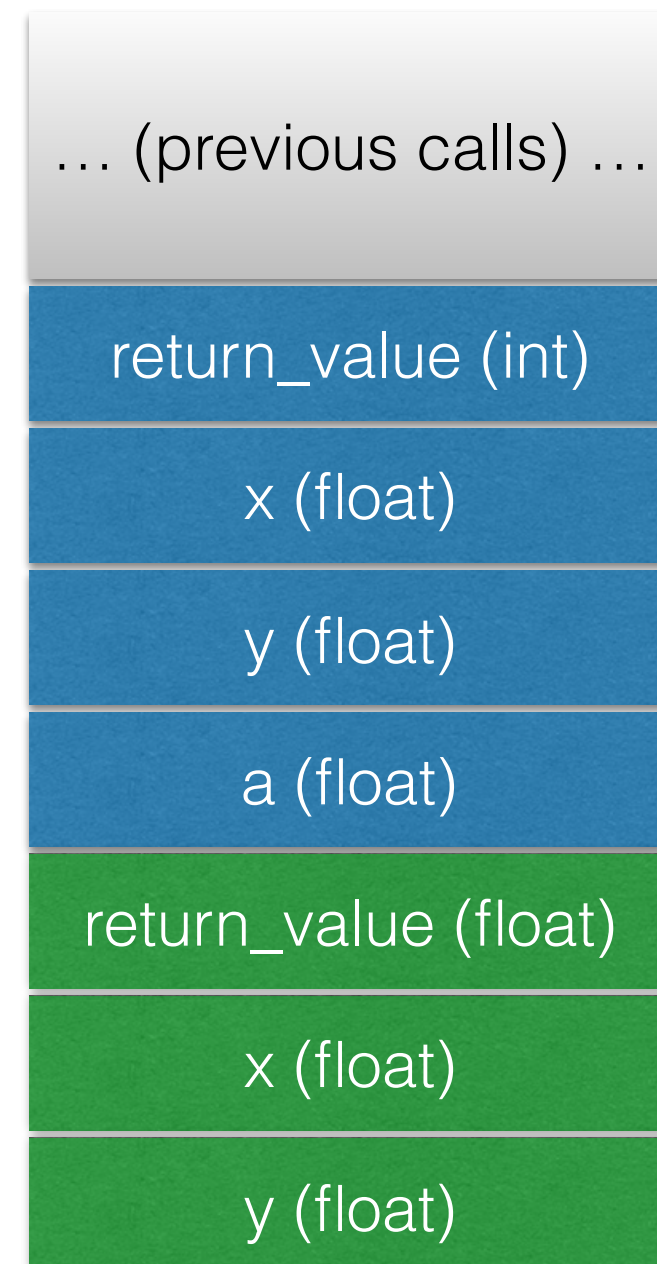 … (previous calls) …
return_value (int)
x (float)
y (float)
a (float)
return_value (float)
x (float)
y (float)